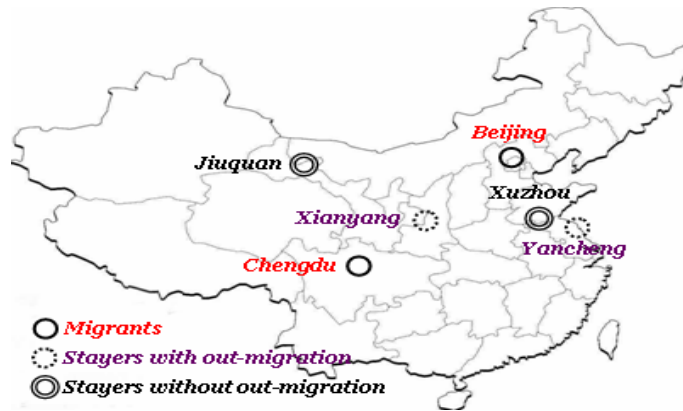 Beijing
Jiuquan
Xuzhou
Xianyang
Yancheng
Chengdu
Migrants
Stayers with out-migration
Stayers without out-migration